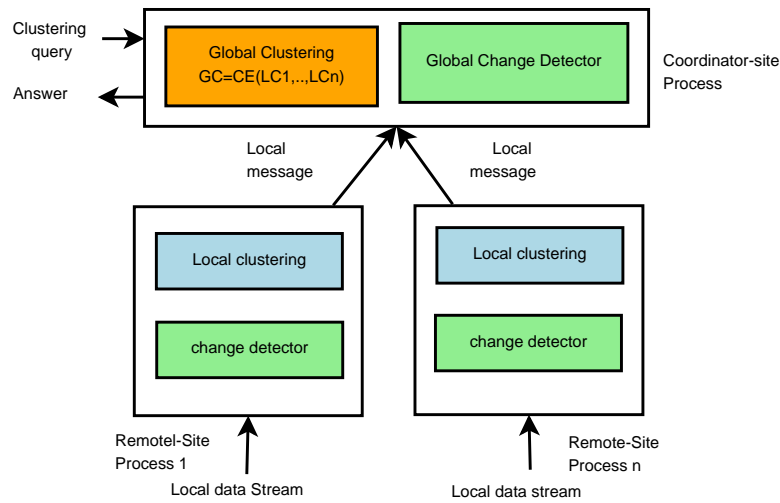 Clustering
query
Answer
Global Clustering
GC=CE(LC1,..,LCn)
Global Change Detector
Coordinator-site
Process
Local
message
Local
message
Local clustering
change detector
Local clustering
change detector
Remotel-Site
Process 1
Local data Stream
Remote-Site
Process n
Local data stream